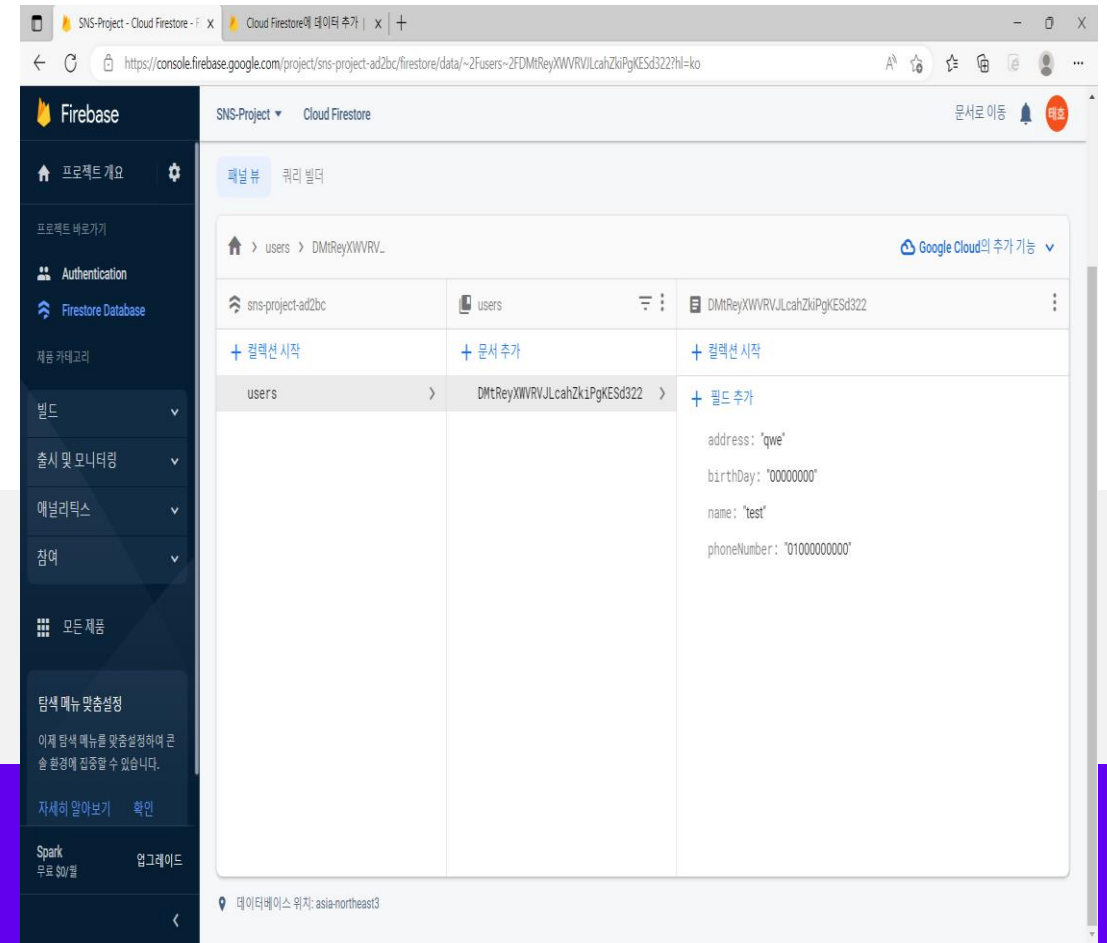 SNS-Project - Cloud Firestore - F
Cloud Firestore에 데이터 추가 |
https://console.firebase.google.com/project/sns-project-ad2bc/firestore/data/~2Fusers~2FDMtReyXWVRVJLcahZkiPgKESd322?hl=ko
Firebase
SNS-Project
Cloud Firestore
문서로 이동
태호
프로젝트 개요
패널 뷰
쿼리 빌더
프로젝트 바로가기
Authentication
Firestore Database
제품 카테고리
빌드
출시 및 모니터링
애널리틱스
참여
모든 제품
탐색 메뉴 맞춤설정
이제 탐색 메뉴를 맞춤설정하여 콘
솔 환경에 집중할 수 있습니다.
자세히 알아보기
확인
Spark
무료 $0/월
업그레이드
users > DMtReyXWVRV...
Google Cloud의 추가 기능
sns-project-ad2bc
users
DMtReyXWVRVJLcahZkiPgKESd322
+ 컬렉션 시작
+ 문서 추가
+ 컬렉션 시작
users
DMtReyXWVRVJLcahZkiPgKESd322
+ 필드 추가
address: "qwe"
birthDay: "00000000"
name: "test"
phoneNumber: "01000000000"
데이터베이스 위치: asia-northeast3